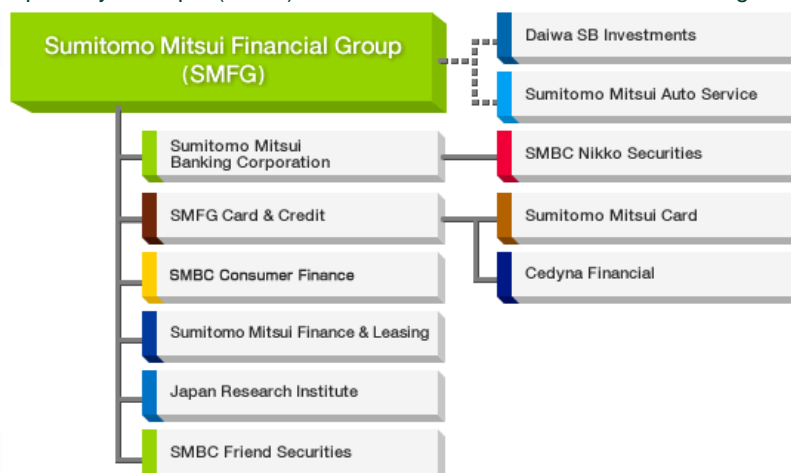 Sumitomo Mitsui Financial Group
(SMFG)
Daiwa SB Investments
Sumitomo Mitsui Auto Service
Sumitomo Mitsui
Banking Corporation
SMBC Nikko Securities
SMFG Card & Credit
Sumitomo Mitsui Card
Cedyna Financial
SMBC Consumer Finance
Sumitomo Mitsui Finance & Leasing
Japan Research Institute
SMBC Friend Securities